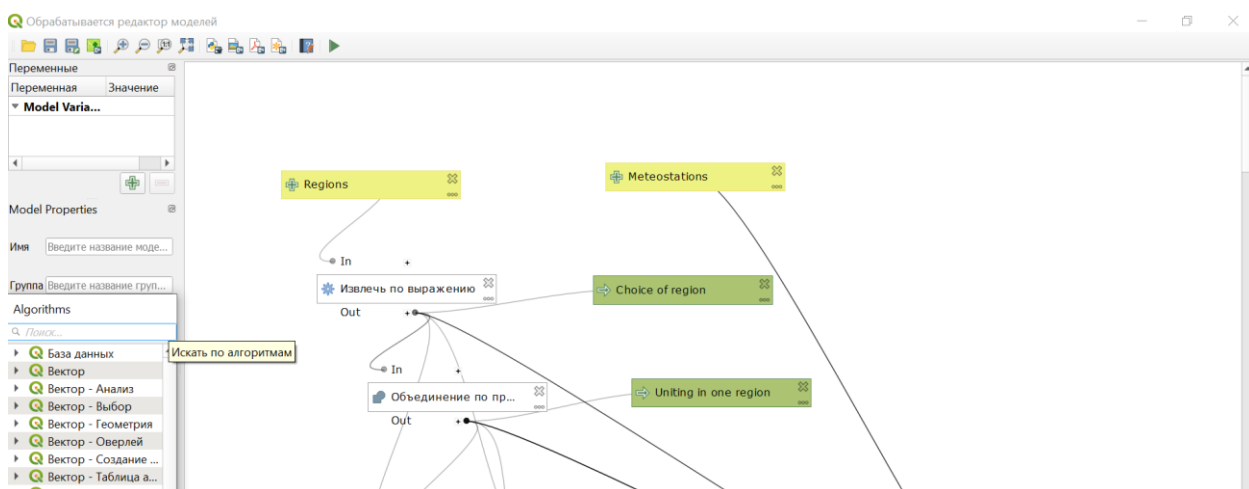 Обрабатывается редактор моделей
Переменные
Переменная Значение
Model Varia...
Model Properties
Имя Введите название моде...
Группа Введите название груп...
Algorithms
Поиск...
Искать по алгоритмам
База данных
Вектор
Вектор - Анализ
Вектор - Выбор
Вектор - Геометрия
Вектор - Оверлей
Вектор - Создание ...
Вектор - Таблица а...
Regions
Meteostations
In
Извлечь по выражению
Out
Choice of region
In
Объединение по пр...
Out
Uniting in one region